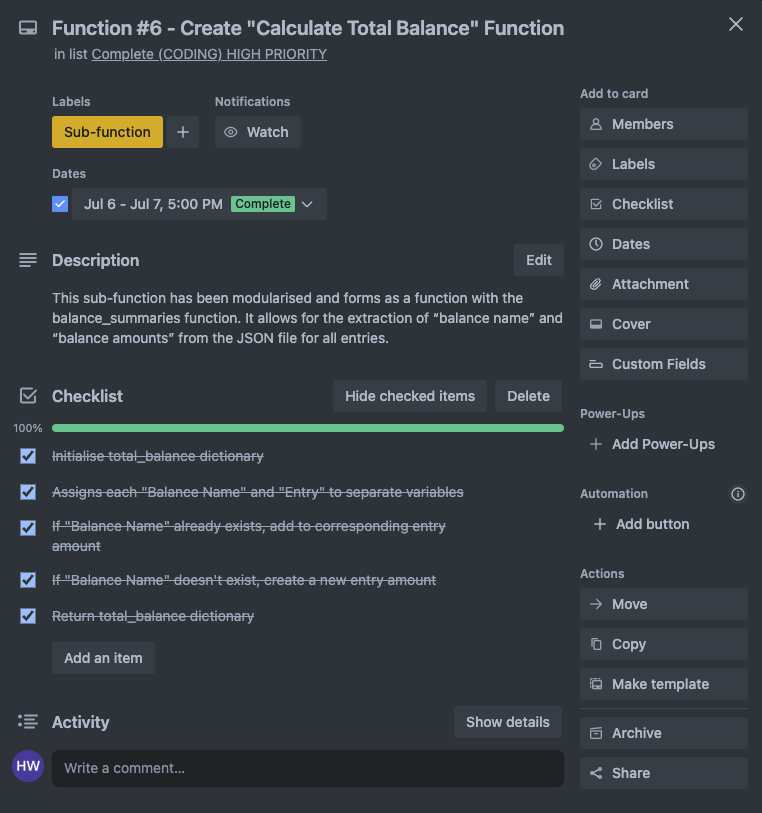 Function #6 - Create "Calculate Total Balance" Function
in list Complete (CODING) HIGH PRIORITY
Labels
Sub-function
+
Notifications
Watch
Dates
Jul 6 - Jul 7, 5:00 PM Complete
Description
Edit
This sub-function has been modularised and forms as a function with the
balance_summaries function. It allows for the extraction of “balance name” and
“balance amounts” from the JSON file for all entries.
Checklist
Hide checked items
Delete
100%
Initialise total_balance dictionary
Assigns each "Balance Name" and "Entry" to separate variables
If "Balance Name" already exists, add to corresponding entry
amount
If "Balance Name" doesn't exist, create a new entry amount
Return total_balance dictionary
Add an item
Activity
Show details
HW
Write a comment…
Add to card
Members
Labels
Checklist
Dates
Attachment
Cover
Custom Fields
Power-Ups
+ Add Power-Ups
Automation
+ Add button
Actions
Move
Copy
Make template
Archive
Share